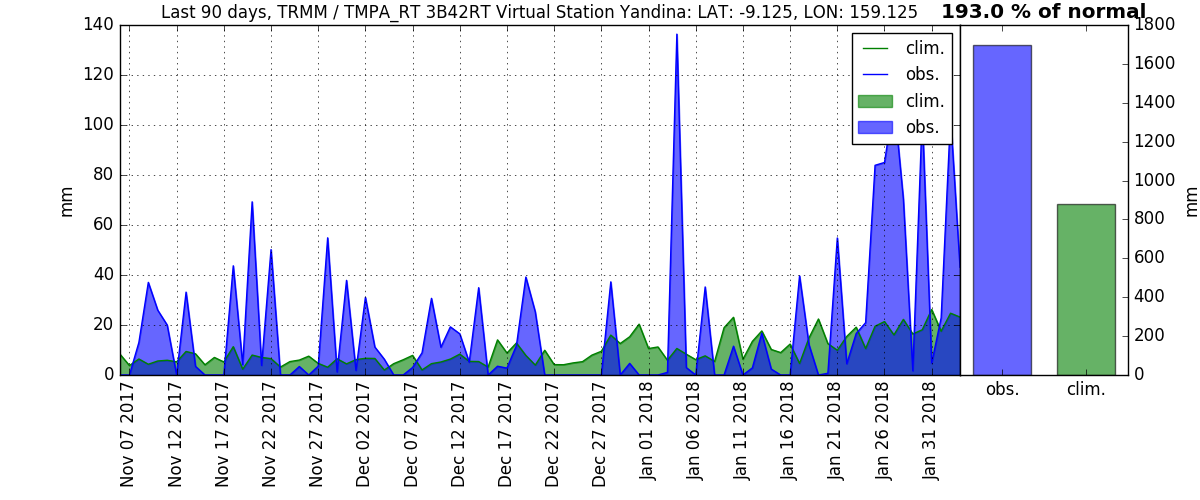 Last 90 days, TRMM / TMPA_RT 3B42RT Virtual Station Yandina: LAT: -9.125, LON: 159.125
193.0 % of normal
140
120
100
80
60
40
20
0
mm
clim.
obs.
clim.
obs.
1800
1600
1400
1200
1000
800
600
400
200
0
mm
obs.
clim.
Nov 07 2017
Nov 12 2017
Nov 17 2017
Nov 22 2017
Nov 27 2017
Dec 02 2017
Dec 07 2017
Dec 12 2017
Dec 17 2017
Dec 22 2017
Dec 27 2017
Jan 01 2018
Jan 06 2018
Jan 11 2018
Jan 16 2018
Jan 21 2018
Jan 26 2018
Jan 31 2018